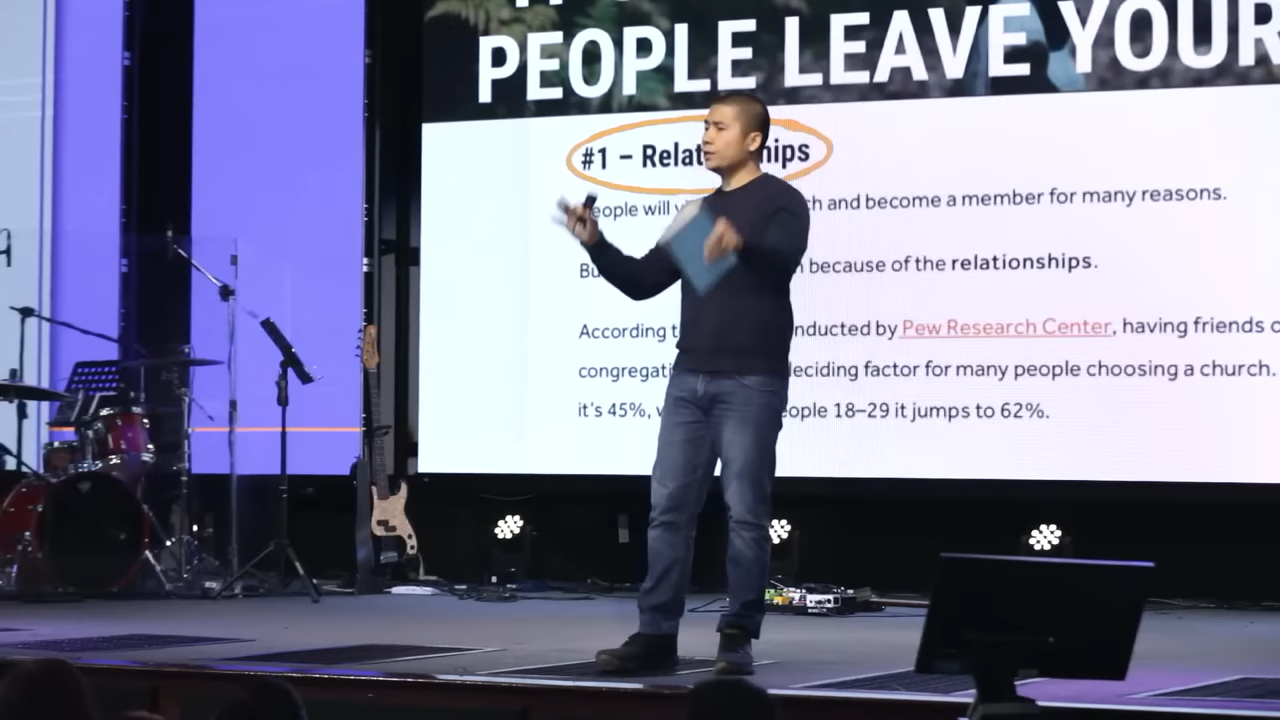 PEOPLE LEAVE YOUR
#1 – Relat hips
eople will v ch and become a member for many reasons.
Bu because of the relationships.
According t nducted by Pew Research Center, having friends
congregati eciding factor for many people choosing a church.
it's 45%, eople 18–29 it jumps to 62%.